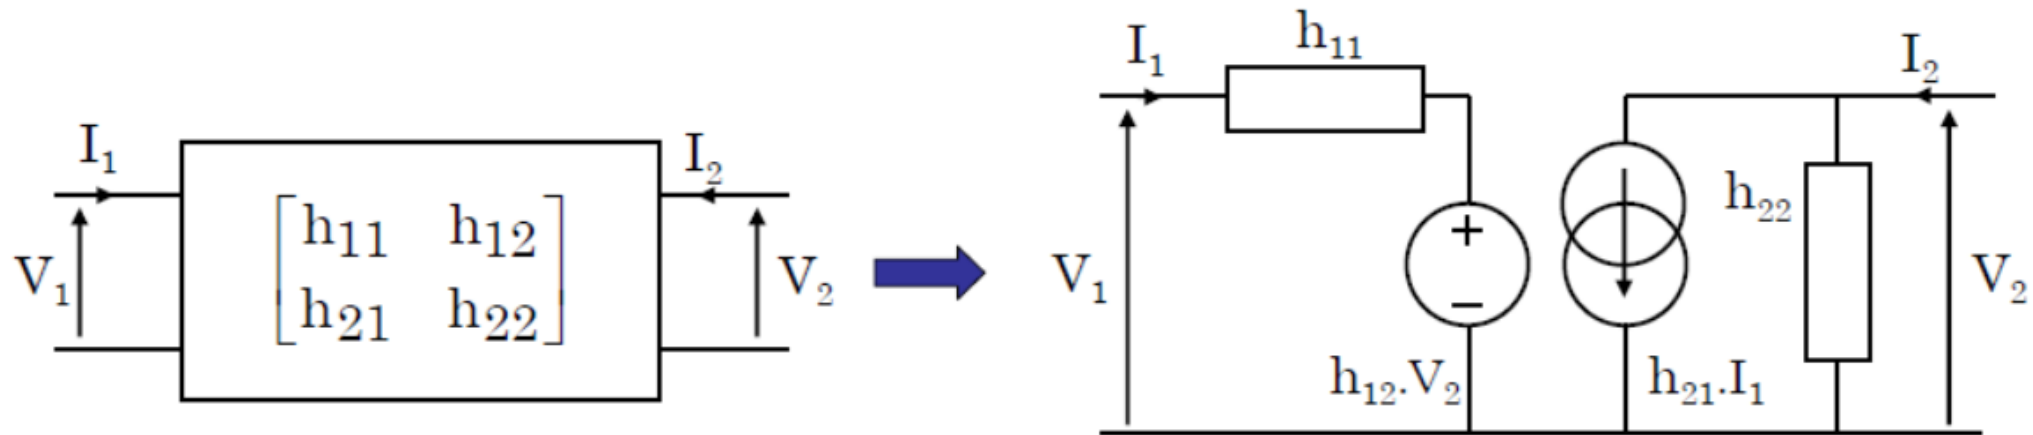 I₁
I₂
V₁
[h₁₁ h₁₂
h₂₁ h₂₂]
V₂
I₁
h₁₁
I₂
V₁
+
−
h₁₂.V₂
h₂₁.I₁
h₂₂
V₂